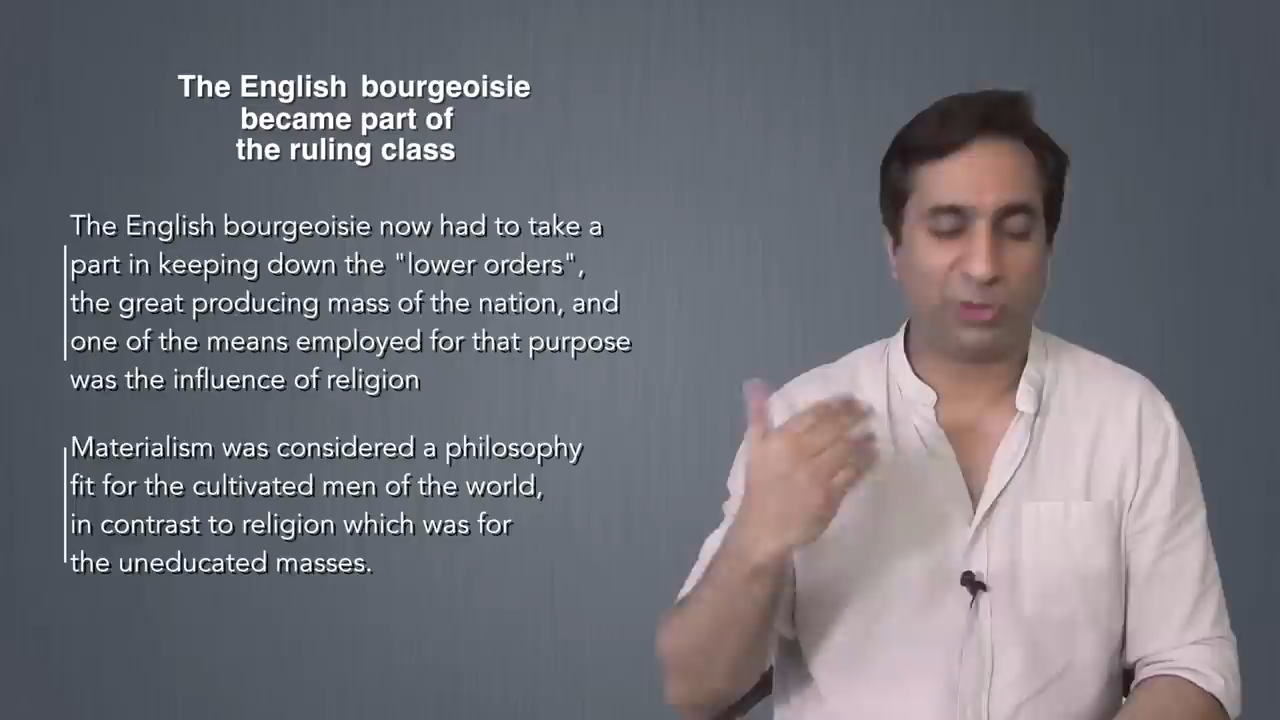 The English bourgeoisie
became part of
the ruling class
The English bourgeoisie now had to take a
part in keeping down the "lower orders",
the great producing mass of the nation, and
one of the means employed for that purpose
was the influence of religion
Materialism was considered a philosophy
fit for the cultivated men of the world,
in contrast to religion which was for
the uneducated masses.